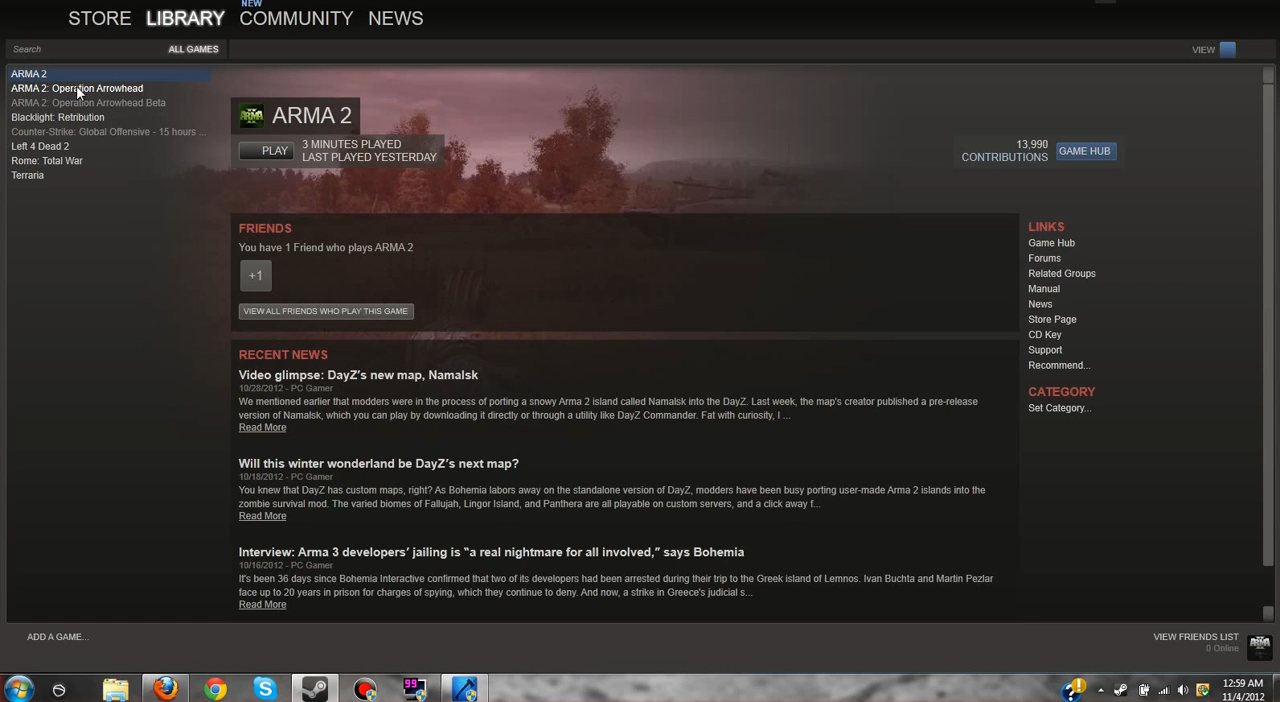 STORE LIBRARY NEW COMMUNITY NEWS
Search ALL GAMES VIEW
ARMA 2
ARMA 2: Operation Arrowhead
ARMA 2: Operation Arrowhead Beta
Blacklight: Retribution
Counter-Strike: Global Offensive - 15 hours ...
Left 4 Dead 2
Rome: Total War
Terraria
ARMA 2
PLAY
3 MINUTES PLAYED
LAST PLAYED YESTERDAY
13,990
CONTRIBUTIONS
GAME HUB
FRIENDS
You have 1 Friend who plays ARMA 2
+1
VIEW ALL FRIENDS WHO PLAY THIS GAME
RECENT NEWS
Video glimpse: DayZ's new map, Namalsk
10/28/2012 - PC Gamer
We mentioned earlier that modders were in the process of porting a snowy Arma 2 island called Namalsk into the DayZ. Last week, the map's creator published a pre-release
version of Namalsk, which you can play by downloading it directly or through a utility like DayZ Commander. Fat with curiosity, I ...
Read More
Will this winter wonderland be DayZ's next map?
10/18/2012 - PC Gamer
You knew that DayZ has custom maps, right? As Bohemia labors away on the standalone version of DayZ, modders have been busy porting user-made Arma 2 islands into the
zombie survival mod. The varied biomes of Fallujah, Lingor Island, and Panthera are all playable on custom servers, and a click away f...
Read More
Interview: Arma 3 developers' jailing is “a real nightmare for all involved,” says Bohemia
10/16/2012 - PC Gamer
It's been 36 days since Bohemia Interactive confirmed that two of its developers had been arrested during their trip to the Greek island of Lemnos. Ivan Buchta and Martin Pezlar
face up to 20 years in prison for charges of spying, which they continue to deny. And now, a strike in Greece's judicial s...
Read More
LINKS
Game Hub
Forums
Related Groups
Manual
News
Store Page
CD Key
Support
Recommend...
CATEGORY
Set Category...
ADD A GAME...
VIEW FRIENDS LIST
0 Online
99
12:59 AM
11/4/2012